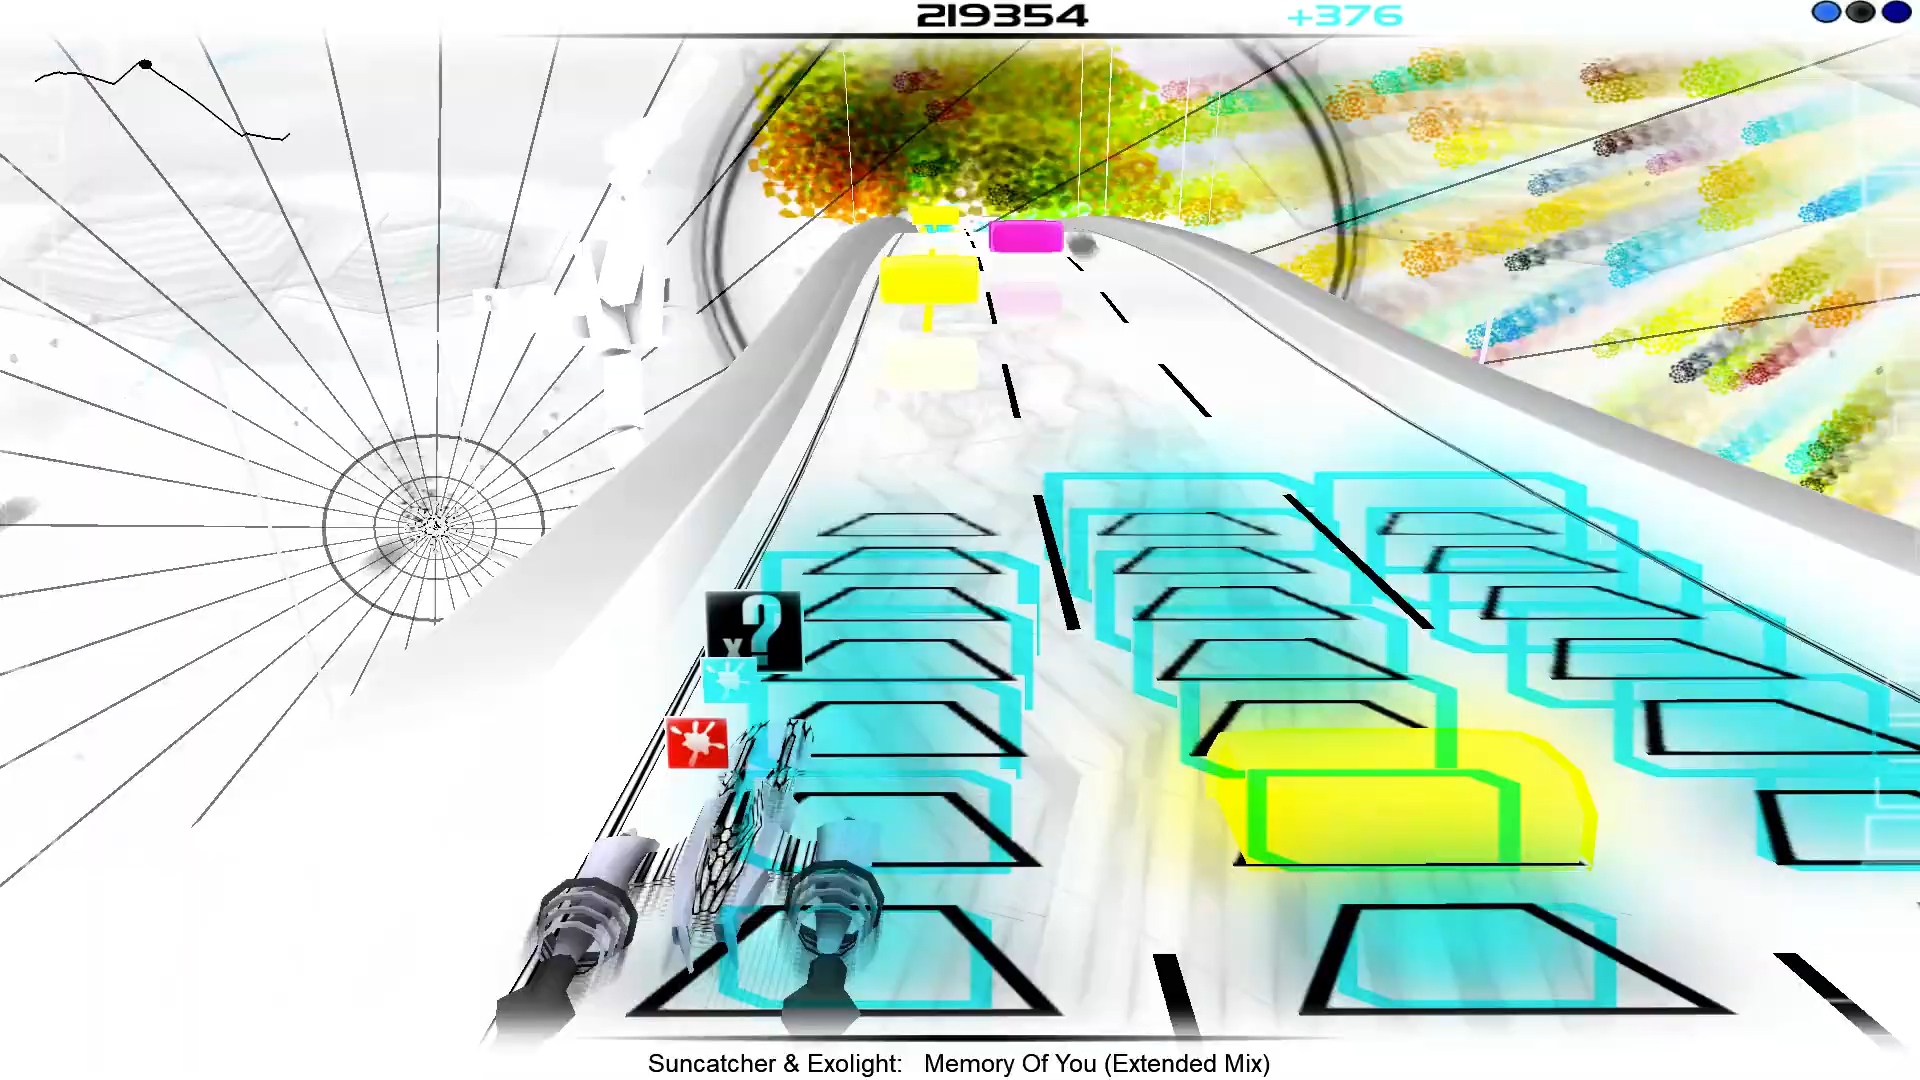 219354 +376
x?
Suncatcher & Exolight: Memory Of You (Extended Mix)